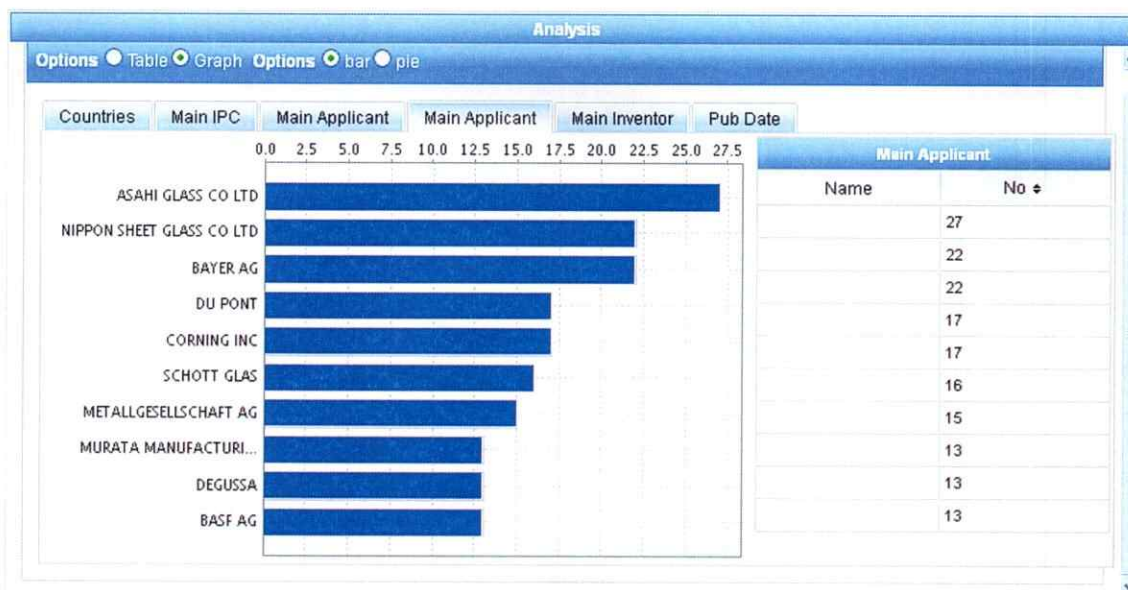 Analysis
Options Table Graph Options bar pie
Countries Main IPC Main Applicant Main Applicant Main Inventor Pub Date
0.0 2.5 5.0 7.5 10.0 12.5 15.0 17.5 20.0 22.5 25.0 27.5
ASAHI GLASS CO LTD
NIPPON SHEET GLASS CO LTD
BAYER AG
DU PONT
CORNING INC
SCHOTT GLAS
METALLGESELLSCHAFT AG
MURATA MANUFACTURI...
DEGUSSA
BASF AG
Main Applicant
Name No
27
22
22
17
17
16
15
13
13
13